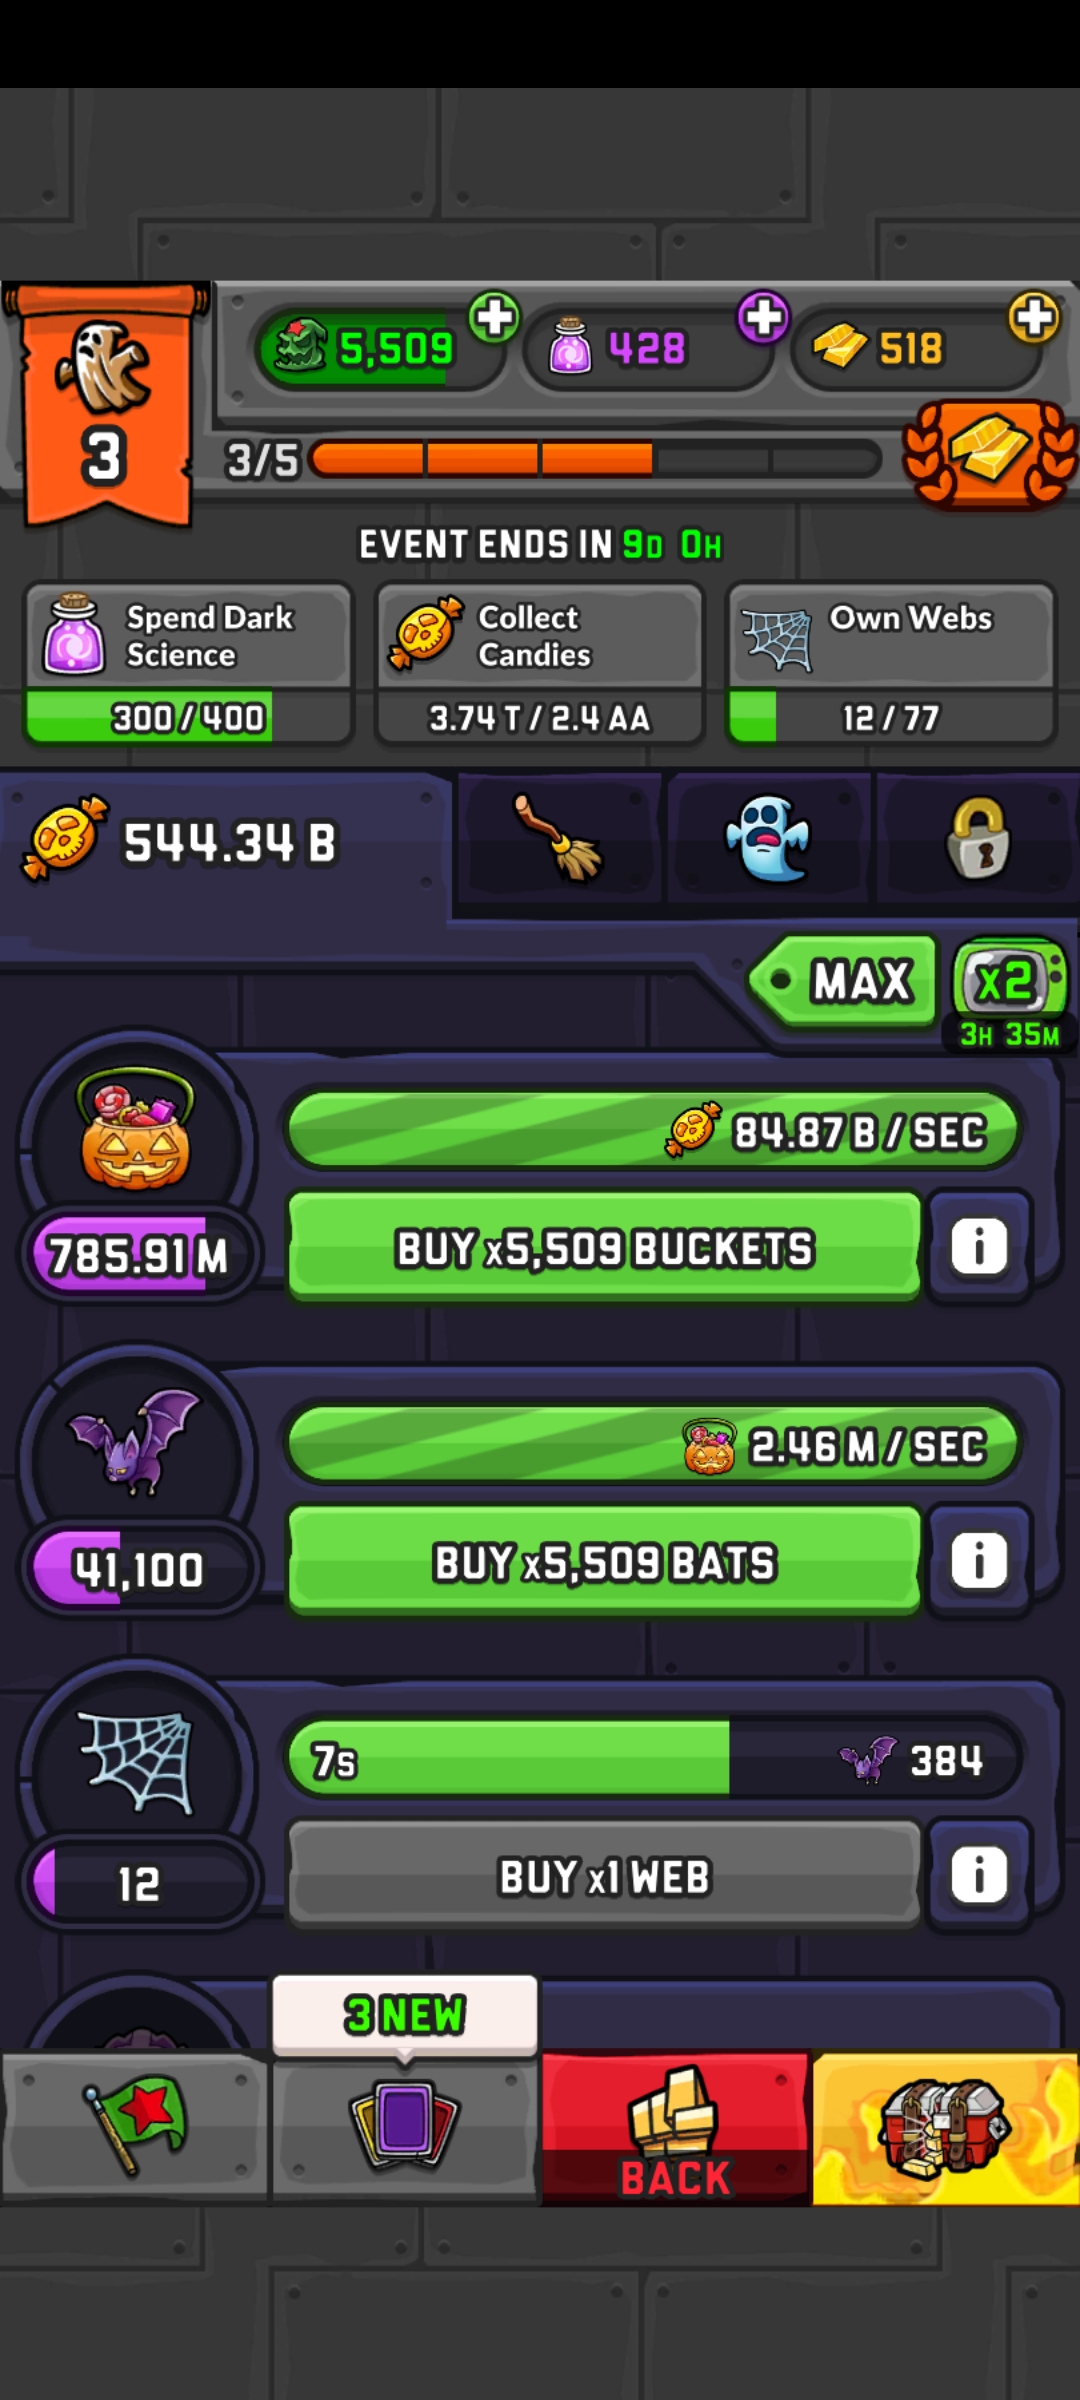 5,509
428
518
3
3/5
EVENT ENDS IN 9D 0H
Spend Dark
Science
300 / 400
Collect
Candies
3.74 T / 2.4 AA
Own Webs
12 / 77
544.34 B
MAX
x2
3H 35M
84.87 B / SEC
785.91 M
BUY x5,509 BUCKETS
i
2.46 M / SEC
41,100
BUY x5,509 BATS
i
7s
384
12
BUY x1 WEB
i
3 NEW
BACK